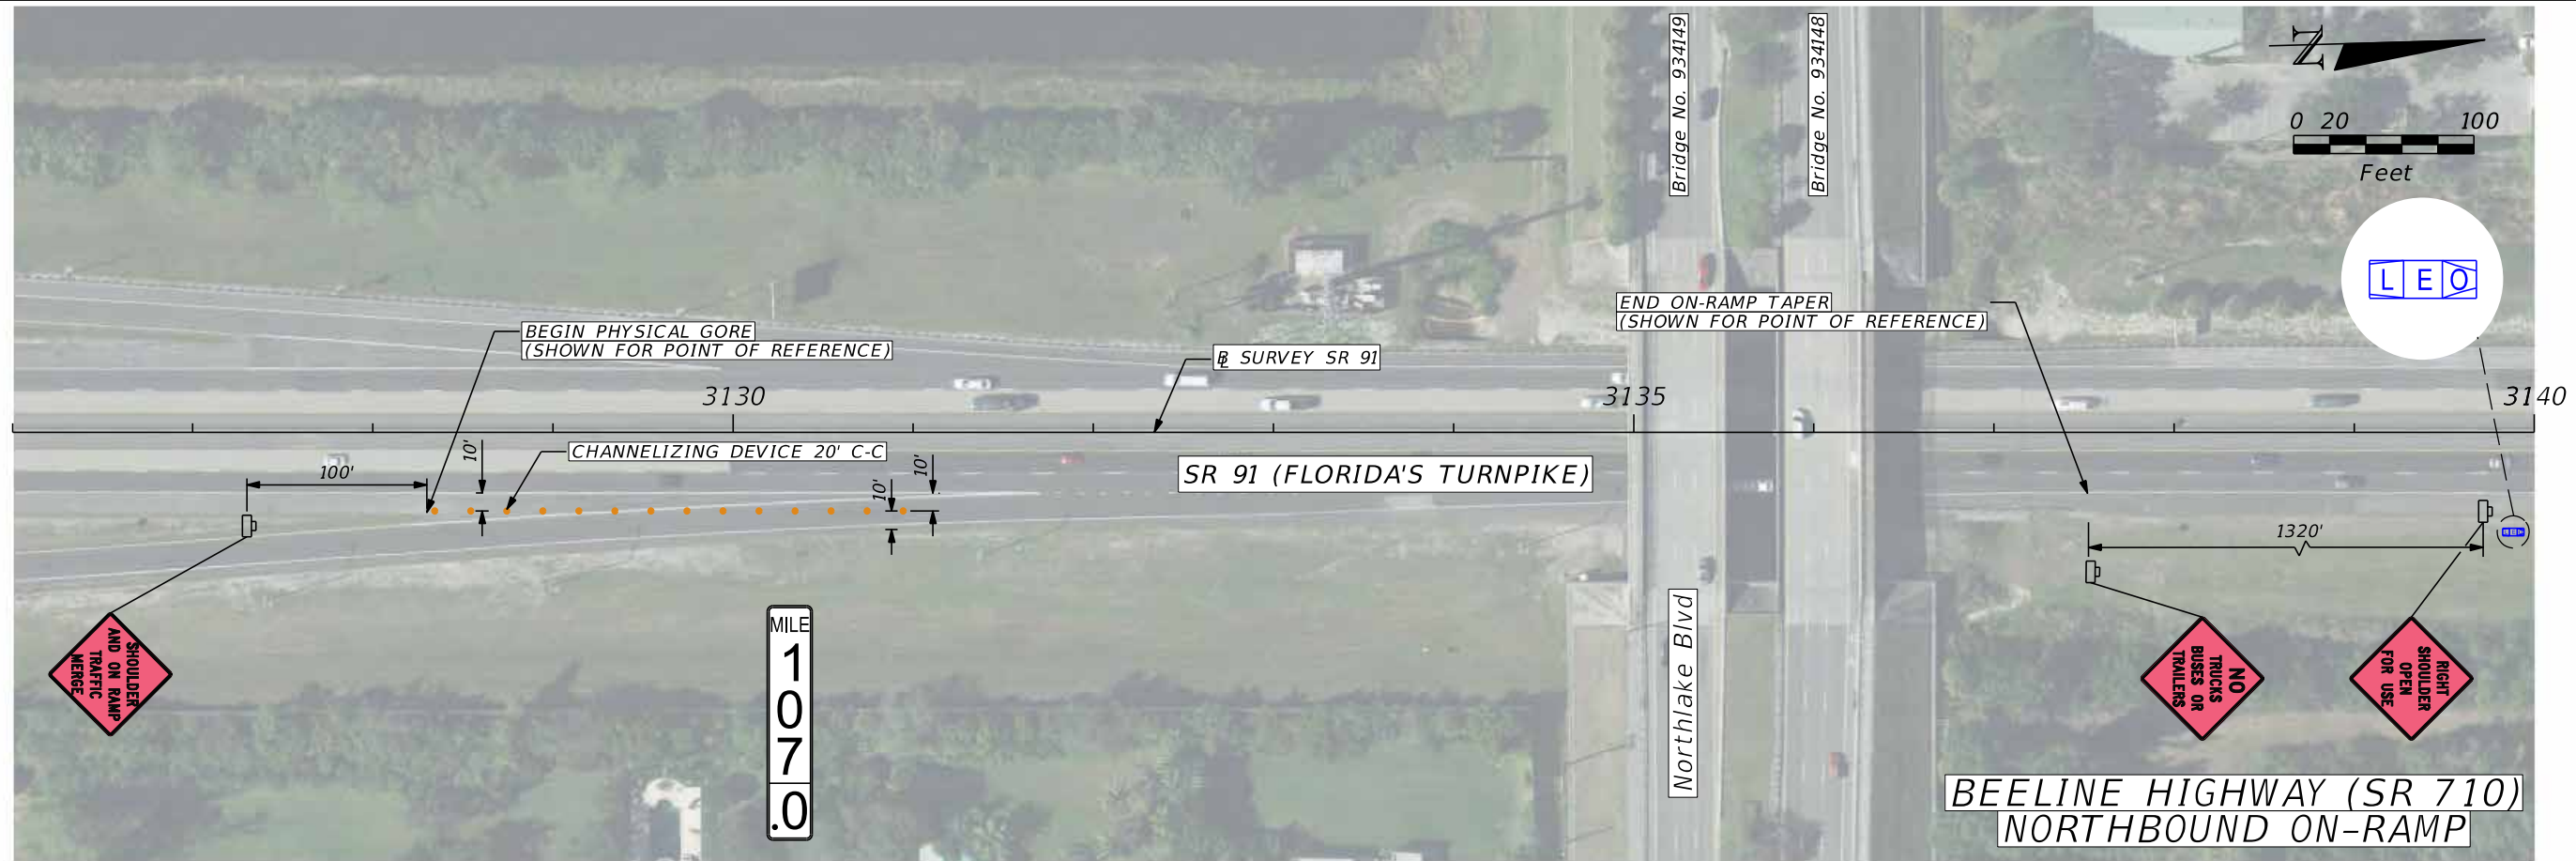 Bridge No. 934149
Bridge No. 934148
N
0 20 100
Feet
LEO
END ON-RAMP TAPER
(SHOWN FOR POINT OF REFERENCE)
BEGIN PHYSICAL GORE
(SHOWN FOR POINT OF REFERENCE)
BL SURVEY SR 91
3130
3135
3140
CHANNELIZING DEVICE 20' C-C
10'
10'
10'
100'
SR 91 (FLORIDA'S TURNPIKE)
1320'
LEO
SHOULDER
AND ON RAMP
TRAFFIC
MERGE
MILE
1
0
7
.0
Northlake Blvd
NO
TRUCKS
BUSES OR
TRAILERS
RIGHT
SHOULDER
OPEN
FOR USE
BEELINE HIGHWAY (SR 710)
NORTHBOUND ON-RAMP